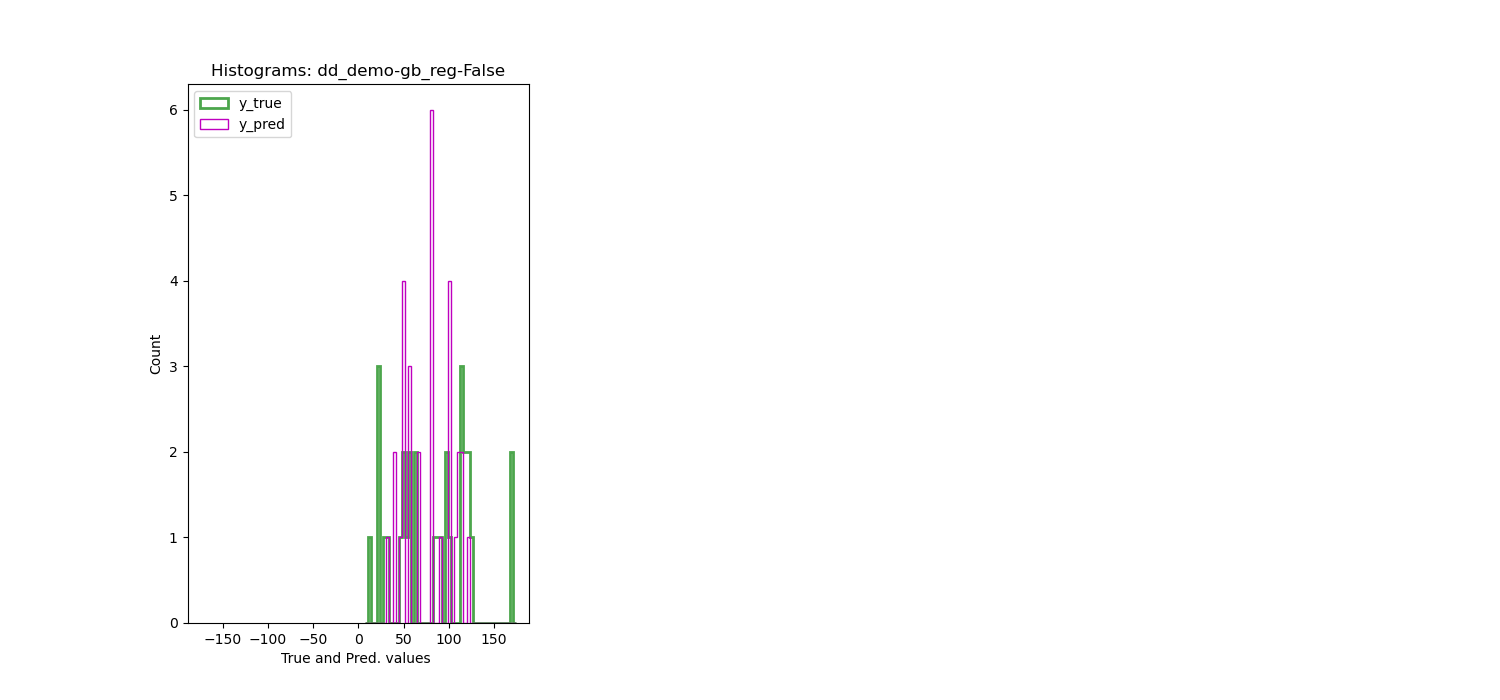 Histograms: dd_demo-gb_reg-False
y_true
y_pred
6
5
4
3
2
1
0
Count
−150 −100 −50 0 50 100 150
True and Pred. values